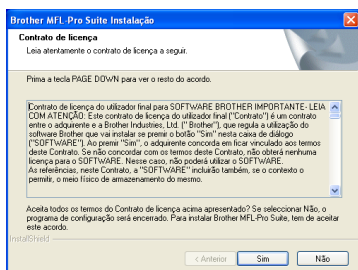 Brother MFL-Pro Suite Instalação
Contrato de licença
Leia atentamente o contrato de licença a seguir.
Prima a tecla PAGE DOWN para ver o resto do acordo.
Contrato de licença do utilizador final para SOFTWARE BROTHER IMPORTANTE- LEIA
COM ATENÇÃO: Este contrato de licença do utilizador final ("Contrato") é um contrato
entre o adquirente e a Brother Industries, Ltd. (" Brother"), que regula a utilização do
software Brother que vai instalar se premir o botão "Sim" nesta caixa de diálogo
("SOFTWARE"). Ao premir "Sim", o adquirente concorda em ficar vinculado aos termos
deste Contrato. Se não concordar com os termos deste Contrato, não obterá nenhuma
licença para o SOFTWARE. Nesse caso, não poderá utilizar o SOFTWARE.
As referências, neste Contrato, a "SOFTWARE" incluirão também, se o contexto o
permitir, o meio físico de armazenamento do mesmo.
Aceita todos os termos do Contrato de licença acima apresentado? Se seleccionar Não, o
programa de configuração será encerrado. Para instalar Brother MFL-Pro Suite, tem de aceitar
este acordo.
InstallShield
< Anterior Sim Não